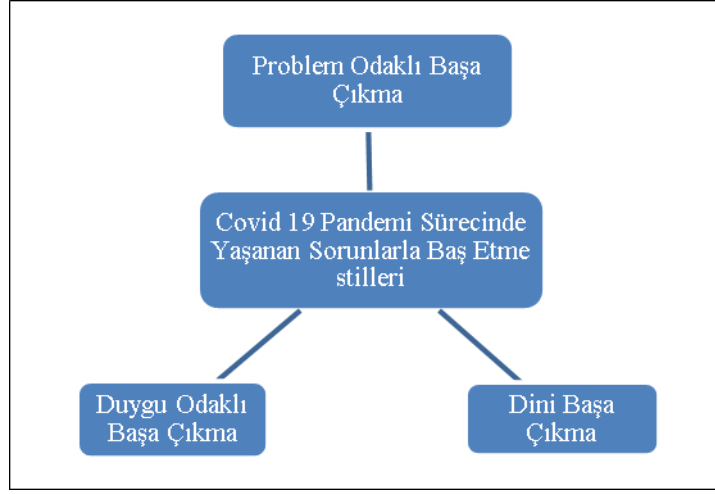 Problem Odaklı Başa
Çıkma
Covid 19 Pandemi Sürecinde
Yaşanan Sorunlarla Baş Etme
stilleri
Duygu Odaklı
Başa Çıkma
Dini Başa
Çıkma